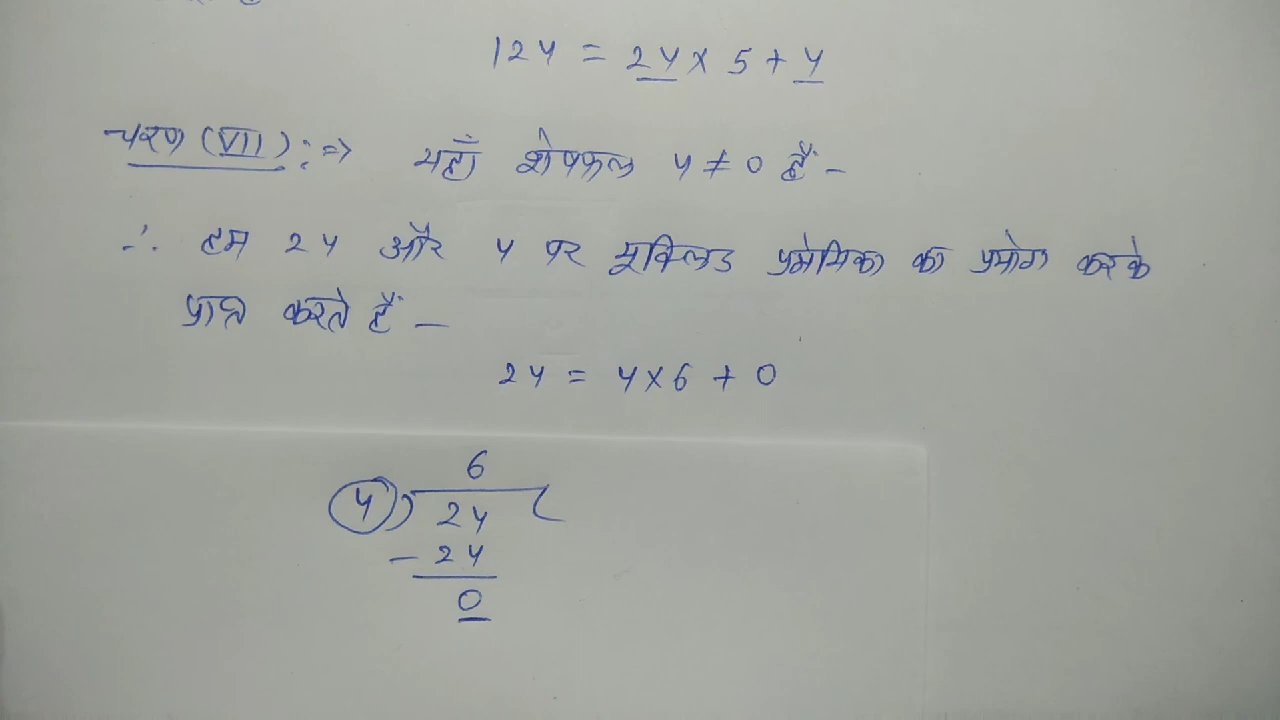 124 = 24 x 5 + 4
चरण (VII) :=> यहाँ शेषफल 4 ≠ 0 हैं -
∴ हम 24 और 4 पर यूक्लिड प्रमेयिका का प्रयोग करके
प्राप्त करते हैं -
24 = 4 x 6 + 0
6
4) 24 (
- 24
0